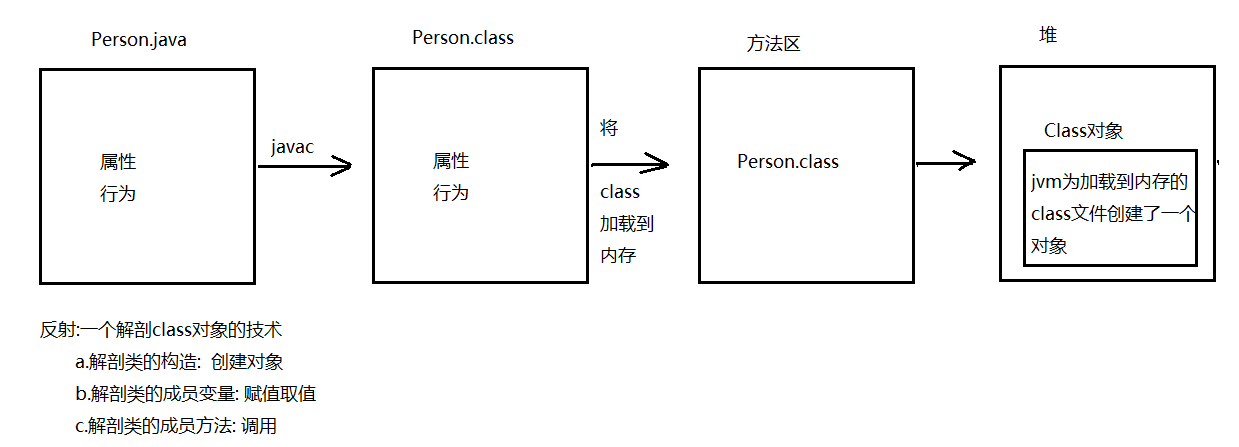 Person.java
Person.class
方法区
堆
属性
行为
javac
属性
行为
将
class
加载到
内存
Person.class
Class对象
jvm为加载到内存的
class文件创建了一个
对象
反射:一个解剖class对象的技术
a.解剖类的构造: 创建对象
b.解剖类的成员变量: 赋值取值
c.解剖类的成员方法: 调用